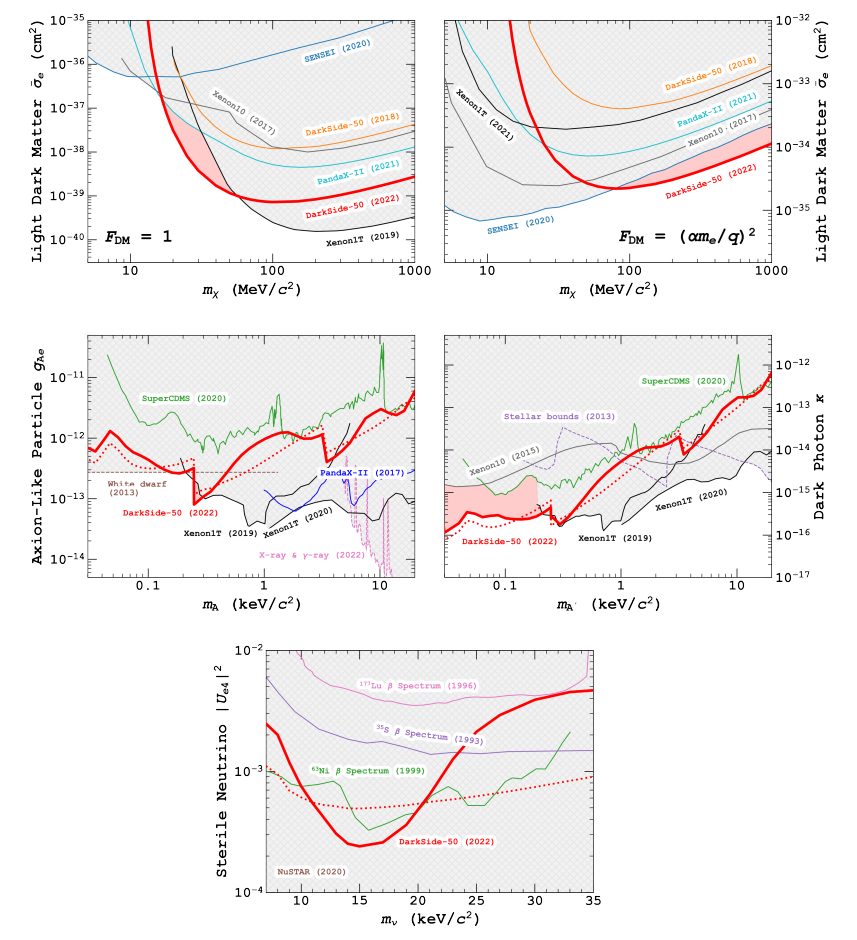 10⁻³⁵
10⁻³⁶
10⁻³⁷
10⁻³⁸
10⁻³⁹
10⁻⁴⁰
Light Dark Matter σ̄ₑ (cm²)
SENSEI (2020)
Xenon10 (2017)
DarkSide-50 (2018)
PandaX-II (2021)
DarkSide-50 (2022)
Xenon1T (2019)
F_DM = 1
10
100
1000
m_χ (MeV/c²)
10⁻³²
10⁻³³
10⁻³⁴
10⁻³⁵
Light Dark Matter σ̄ₑ (cm²)
DarkSide-50 (2018)
Xenon1T (2021)
PandaX-II (2021)
Xenon10 (2017)
DarkSide-50 (2022)
SENSEI (2020)
F_DM = (αmₑ/q)²
10
100
1000
m_χ (MeV/c²)
10⁻¹¹
10⁻¹²
10⁻¹³
10⁻¹⁴
Axion-Like Particle g_Ae
SuperCDMS (2020)
PandaX-II (2017)
White dwarf
(2013)
DarkSide-50 (2022)
Xenon1T (2019)
Xenon1T (2020)
X-ray & γ-ray (2022)
0.1
1
10
m_A (keV/c²)
10⁻¹²
10⁻¹³
10⁻¹⁴
10⁻¹⁵
10⁻¹⁶
10⁻¹⁷
Dark Photon κ
SuperCDMS (2020)
Stellar bounds (2013)
Xenon10 (2015)
Xenon1T (2020)
DarkSide-50 (2022)
Xenon1T (2019)
0.1
1
10
m_A' (keV/c²)
10⁻²
10⁻³
10⁻⁴
Sterile Neutrino |U_e4|²
¹⁷⁷Lu β Spectrum (1996)
³⁵S β Spectrum (1993)
⁶³Ni β Spectrum (1999)
DarkSide-50 (2022)
NuSTAR (2020)
10
15
20
25
30
35
m_ν (keV/c²)